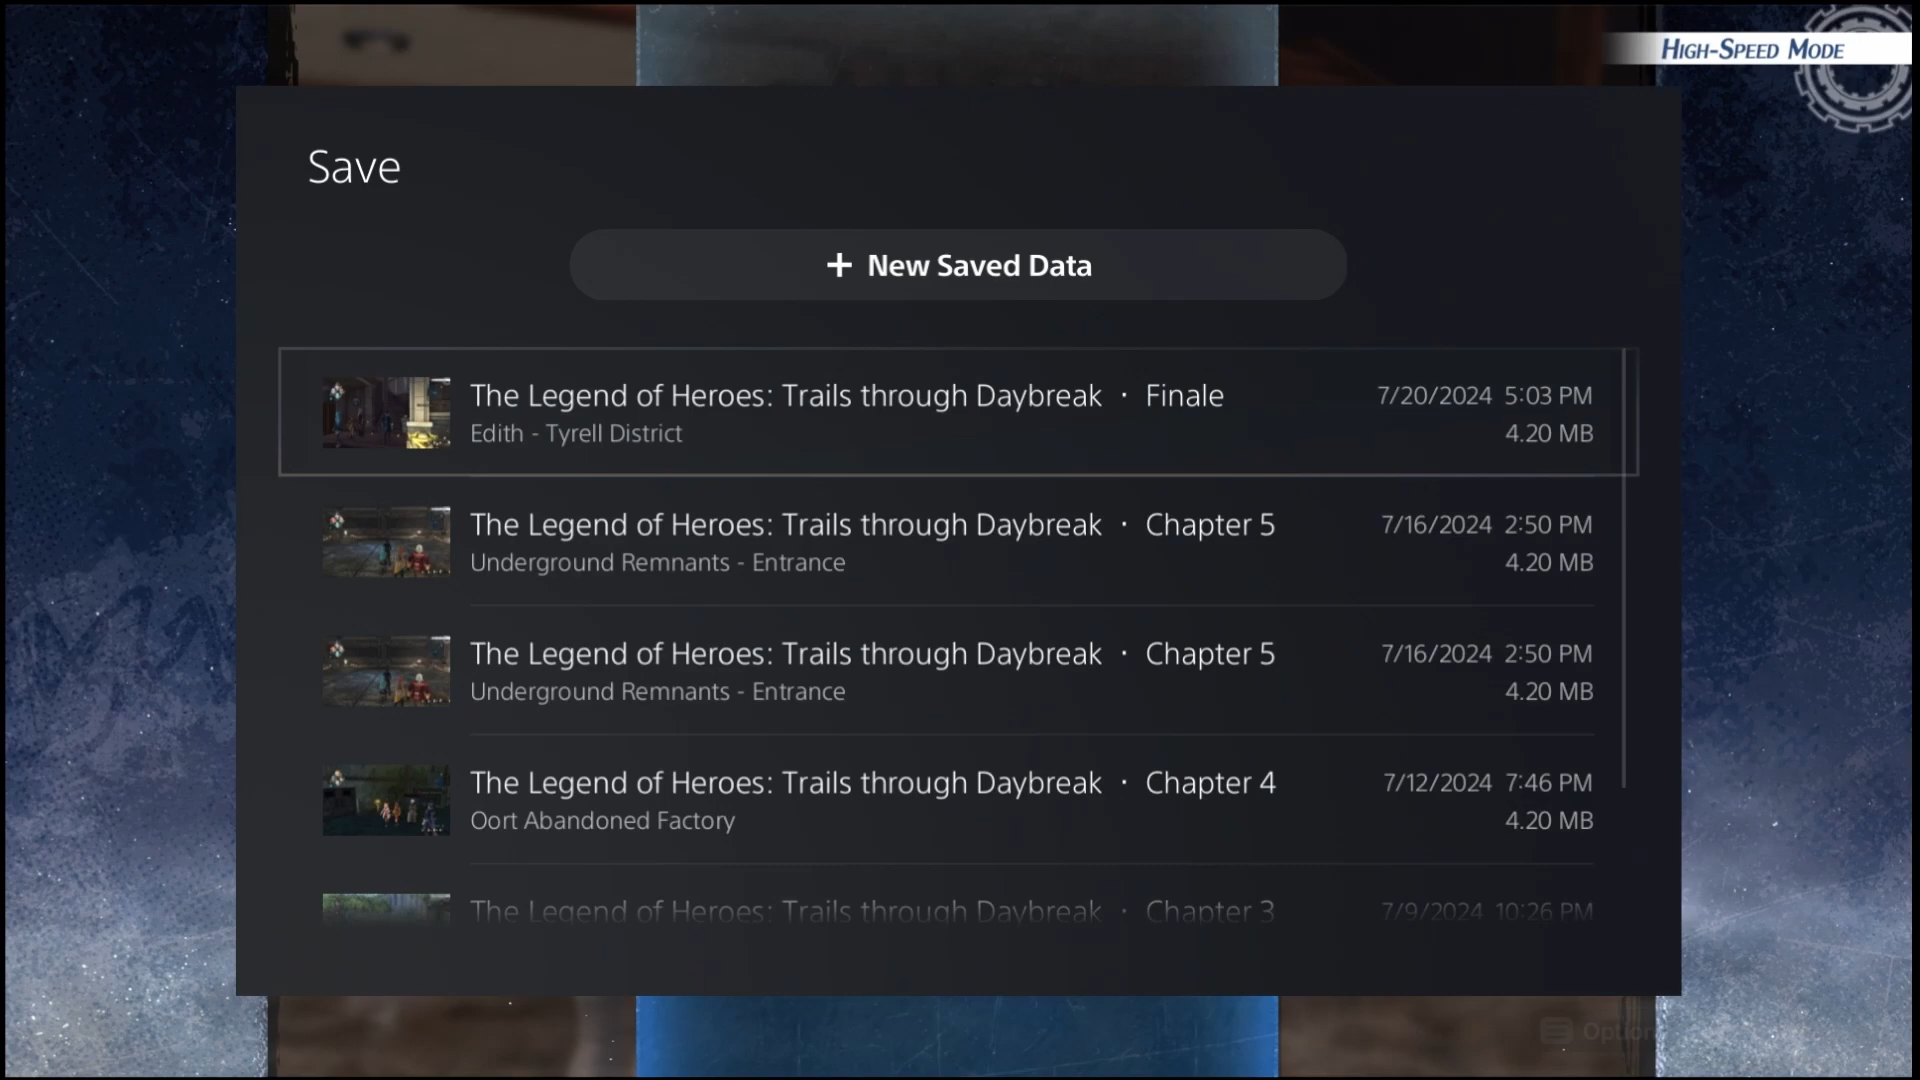 High-Speed Mode
Save
+ New Saved Data
The Legend of Heroes: Trails through Daybreak · Finale 7/20/2024 5:03 PM
Edith - Tyrell District 4.20 MB
The Legend of Heroes: Trails through Daybreak · Chapter 5 7/16/2024 2:50 PM
Underground Remnants - Entrance 4.20 MB
The Legend of Heroes: Trails through Daybreak · Chapter 5 7/16/2024 2:50 PM
Underground Remnants - Entrance 4.20 MB
The Legend of Heroes: Trails through Daybreak · Chapter 4 7/12/2024 7:46 PM
Oort Abandoned Factory 4.20 MB
The Legend of Heroes: Trails through Daybreak · Chapter 3 7/9/2024 10:26 PM